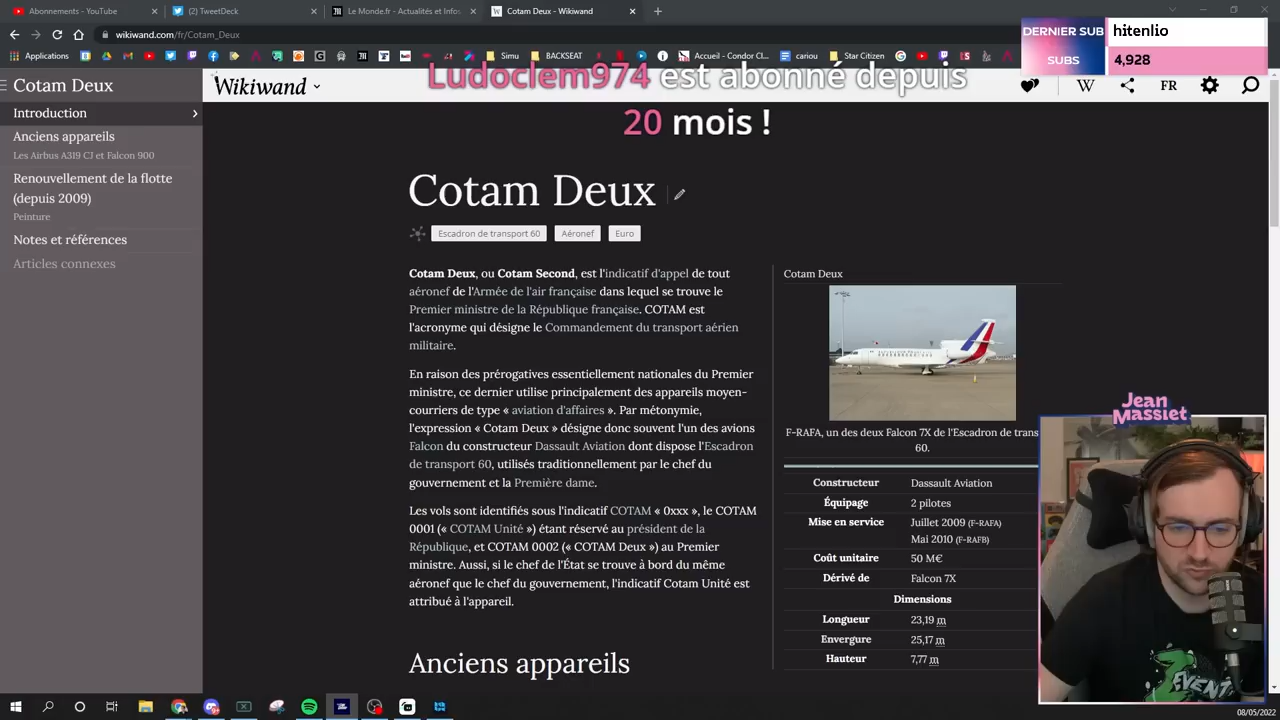 Abonnements - YouTube
(2) TweetDeck
Le Monde.fr - Actualités et Infos
Cotam Deux - Wikiwand
wikiwand.com/fr/Cotam_Deux
Applications
Simu
BACKSEAT
Accueil - Condor Cl...
cariou
Star Citizen
DERNIER SUB
hitenlio
SUBS
4,928
Ludoclem974 est abonné depuis
20 mois !
Wikiwand
W
FR
Cotam Deux
Introduction
Anciens appareils
Les Airbus A319 CJ et Falcon 900
Renouvellement de la flotte
(depuis 2009)
Peinture
Notes et références
Articles connexes
Cotam Deux
Escadron de transport 60
Aéronef
Euro
Cotam Deux, ou Cotam Second, est l'indicatif d'appel de tout
aéronef de l'Armée de l'air française dans lequel se trouve le
Premier ministre de la République française. COTAM est
l'acronyme qui désigne le Commandement du transport aérien
militaire.
En raison des prérogatives essentiellement nationales du Premier
ministre, ce dernier utilise principalement des appareils moyen-
courriers de type « aviation d'affaires ». Par métonymie,
l'expression « Cotam Deux » désigne donc souvent l'un des avions
Falcon du constructeur Dassault Aviation dont dispose l'Escadron
de transport 60, utilisés traditionnellement par le chef du
gouvernement et la Première dame.
Les vols sont identifiés sous l'indicatif COTAM « 0xxx », le COTAM
0001 (« COTAM Unité ») étant réservé au président de la
République, et COTAM 0002 (« COTAM Deux ») au Premier
ministre. Aussi, si le chef de l'État se trouve à bord du même
aéronef que le chef du gouvernement, l'indicatif Cotam Unité est
attribué à l'appareil.
Anciens appareils
Cotam Deux
F-RAFA, un des deux Falcon 7X de l'Escadron de trans
60.
Constructeur Dassault Aviation
Équipage 2 pilotes
Mise en service Juillet 2009 (F-RAFA)
Mai 2010 (F-RAFB)
Coût unitaire 50 M€
Dérivé de Falcon 7X
Dimensions
Longueur 23,19 m
Envergure 25,17 m
Hauteur 7,77 m
Jean
Massiet
EVENT
08/05/2022